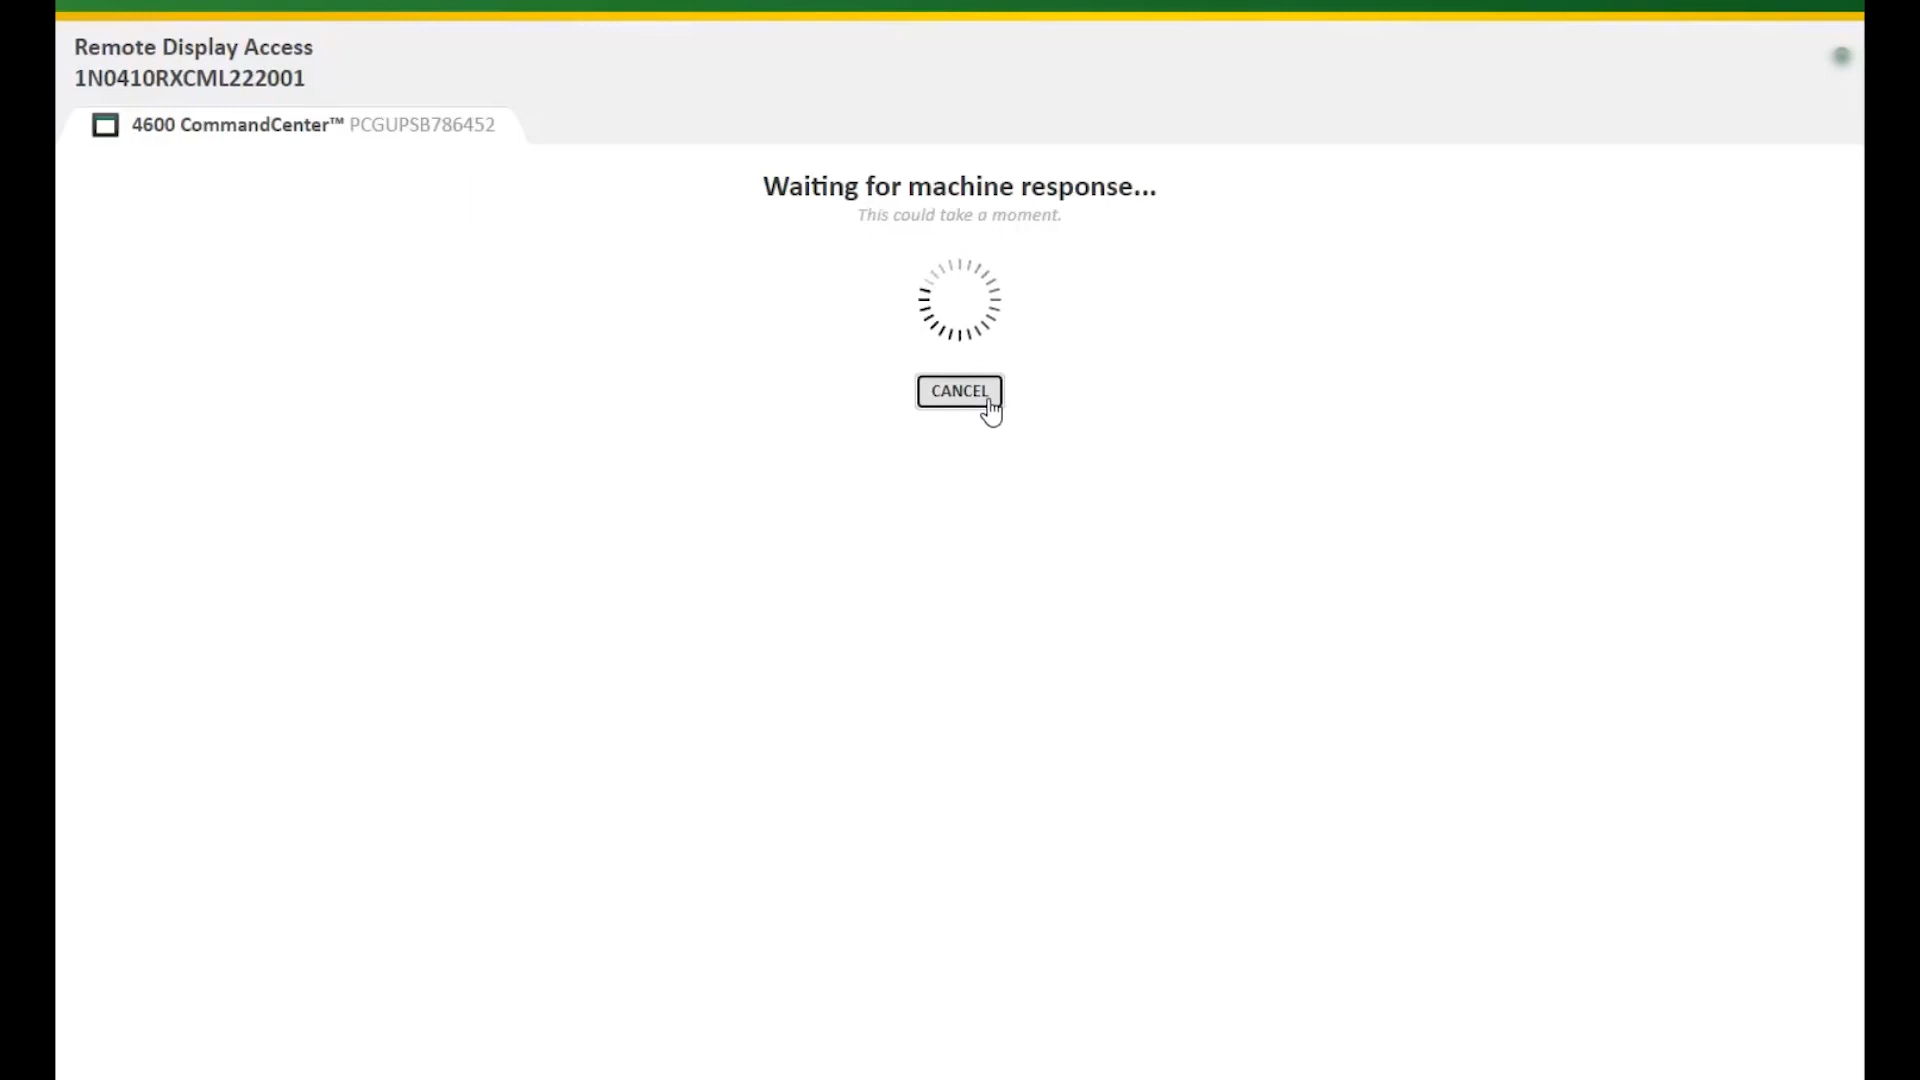 Remote Display Access
1N0410RXCML222001
4600 CommandCenter™ PCGUPSB786452
Waiting for machine response...
This could take a moment.
CANCEL